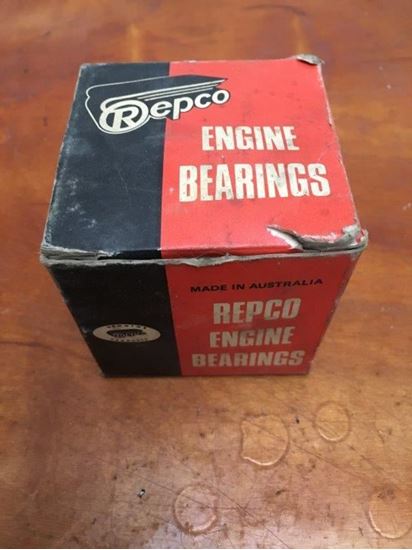 Repco
ENGINE
BEARINGS
MADE IN AUSTRALIA
REPCO
ENGINE
BEARINGS